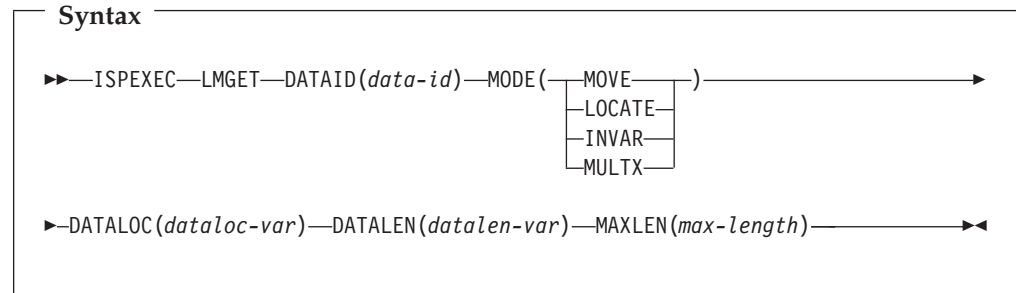 Syntax
ISPEXEC LMGET DATAID(data-id) MODE( MOVE )
LOCATE
INVAR
MULTX
DATALOC(dataloc-var) DATALEN(datalen-var) MAXLEN(max-length)